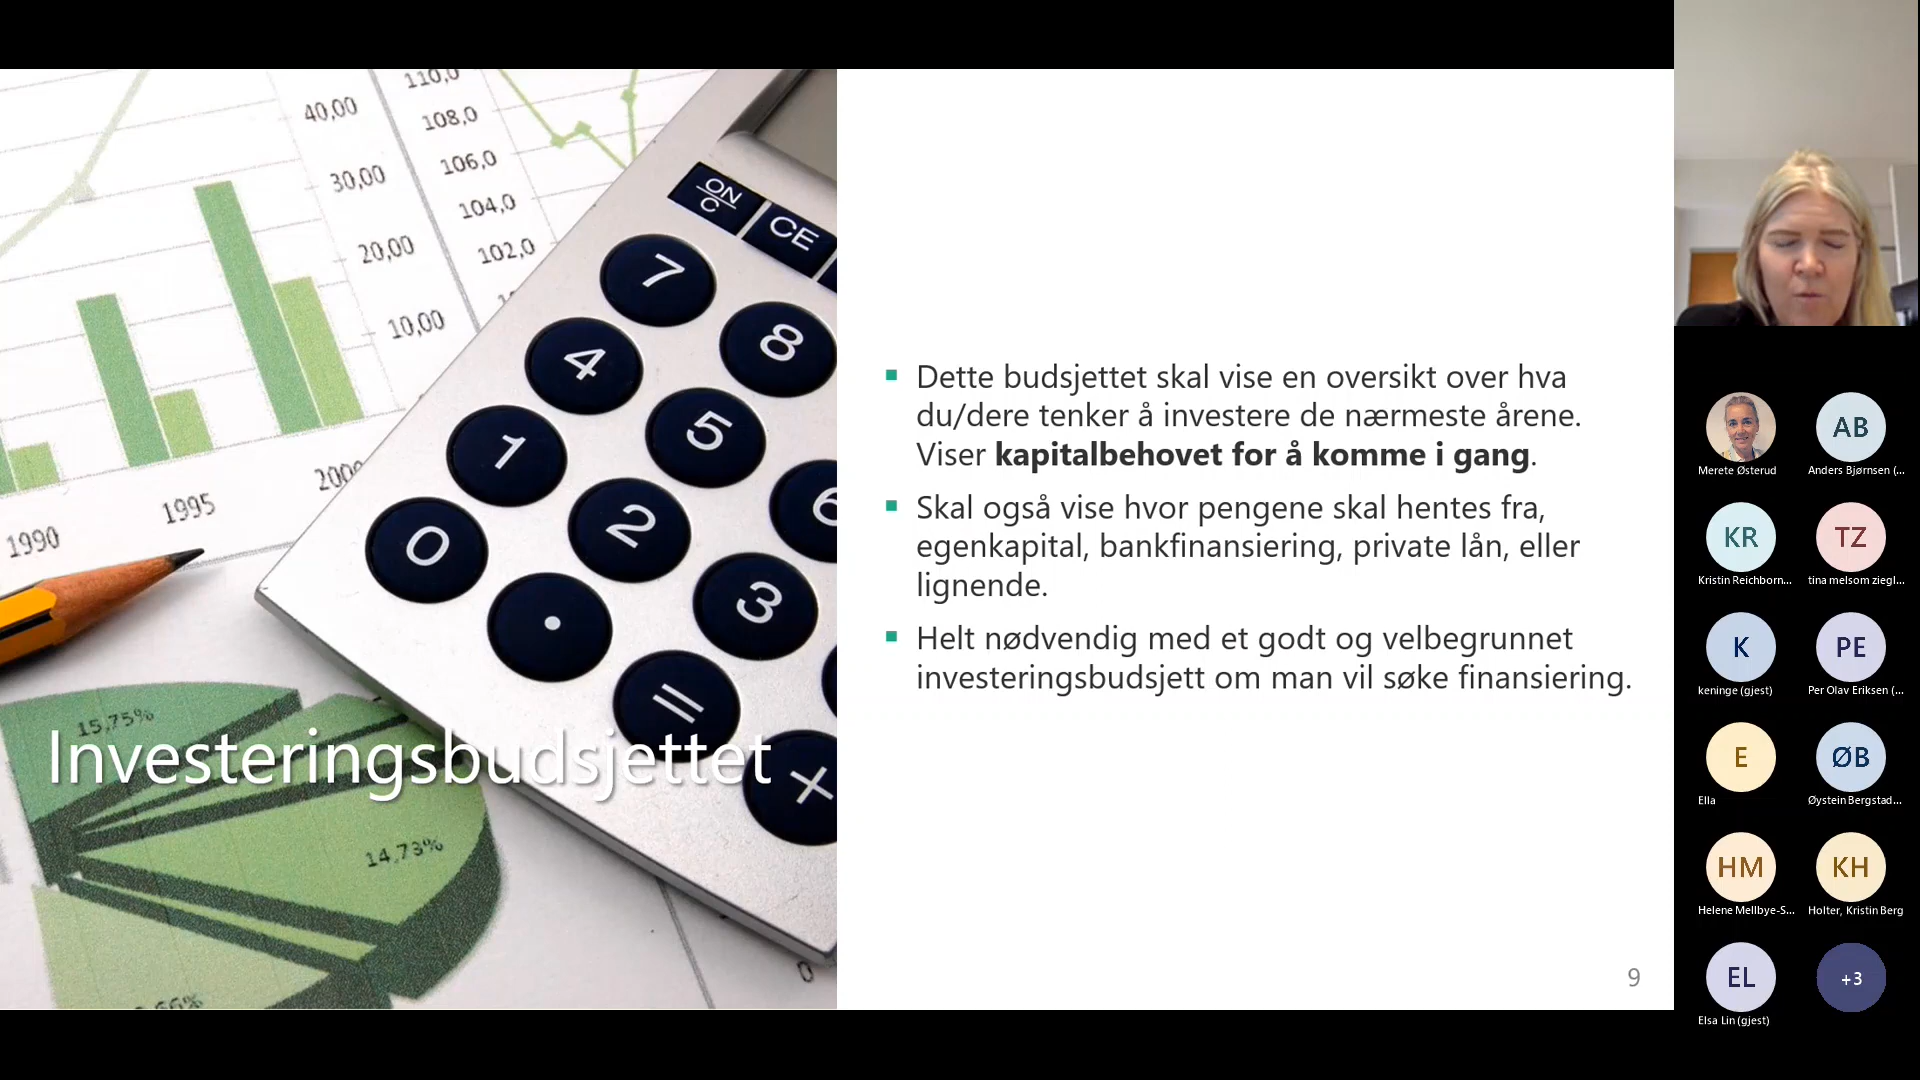 110,0
40,00
108,0
30,00
106,0
104,0
20,00
102,0
10,00
1990
1995
2000
ON
C
CE
7
8
4
5
6
1
2
3
0
=
+
15,75%
14,73%
0
Investeringsbudsjettet
Dette budsjettet skal vise en oversikt over hva
du/dere tenker å investere de nærmeste årene.
Viser kapitalbehovet for å komme i gang.
Skal også vise hvor pengene skal hentes fra,
egenkapital, bankfinansiering, private lån, eller
lignende.
Helt nødvendig med et godt og velbegrunnet
investeringsbudsjett om man vil søke finansiering.
9
Merete Østerud
AB
Anders Bjørnsen (...
KR
Kristin Reichborn...
TZ
tina melsom ziegl...
K
keninge (gjest)
PE
Per Olav Eriksen (...
E
Ella
ØB
Øystein Bergstad...
HM
Helene Mellbye-S...
KH
Holter, Kristin Berg
EL
Elsa Lin (gjest)
+3